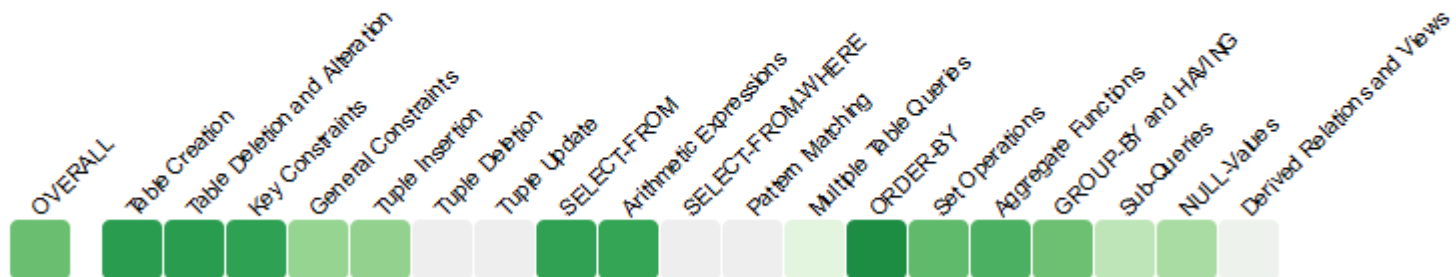 OVERALL
Table Creation
Table Deletion and Alteration
Key Constraints
General Constraints
Tuple Insertion
Tuple Deletion
Tuple Update
SELECT-FROM
Arithmetic Expressions
SELECT-FROM-WHERE
Pattern Matching
Multiple Table Queries
ORDER-BY
Set Operations
Aggregate Functions
GROUP-BY and HAVING
Sub-Queries
NULL-Values
Derived Relations and Views